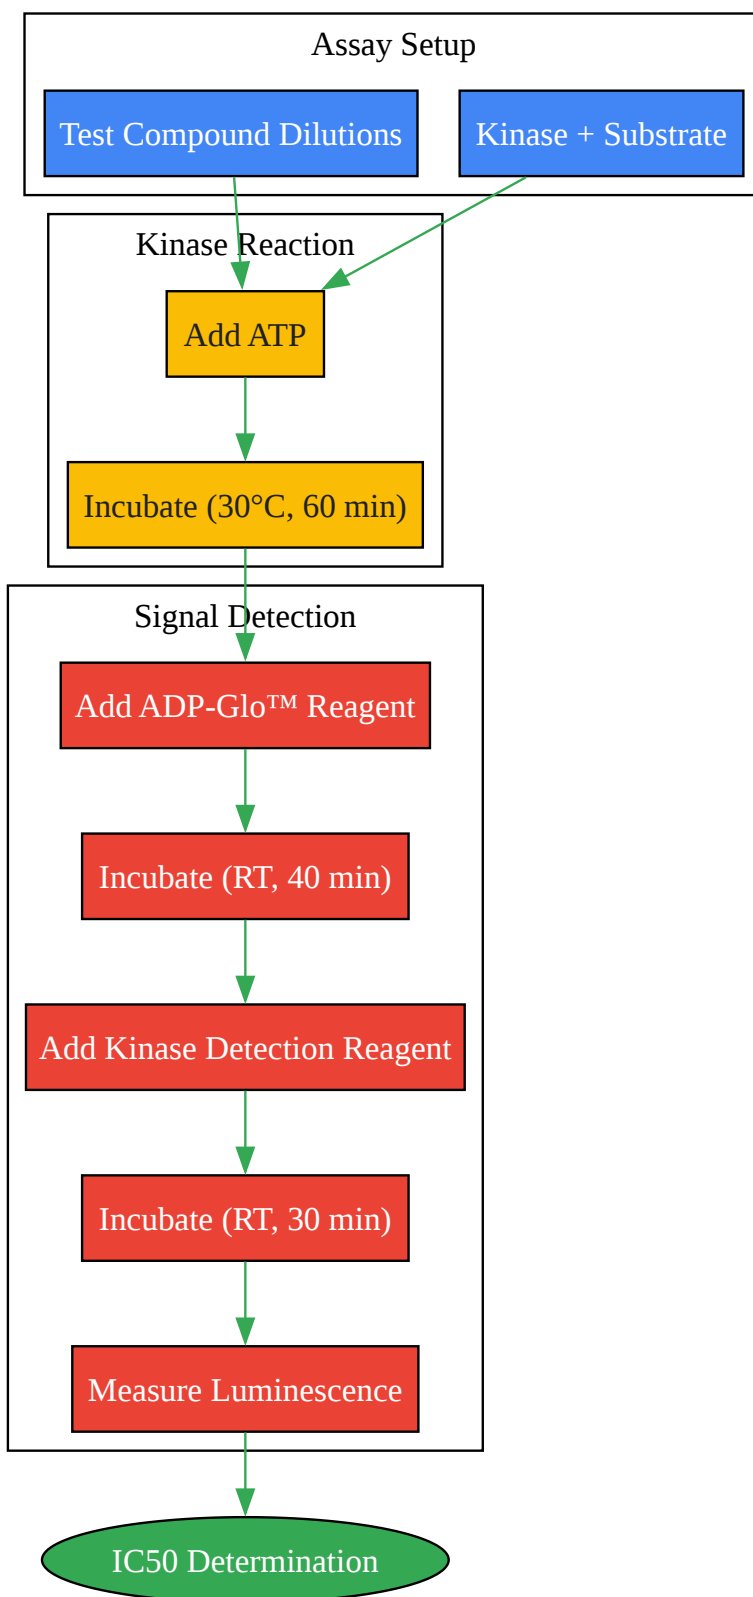 Assay Setup
Test Compound Dilutions
Kinase + Substrate
Kinase Reaction
Add ATP
Incubate (30°C, 60 min)
Signal Detection
Add ADP-Glo™ Reagent
Incubate (RT, 40 min)
Add Kinase Detection Reagent
Incubate (RT, 30 min)
Measure Luminescence
IC50 Determination